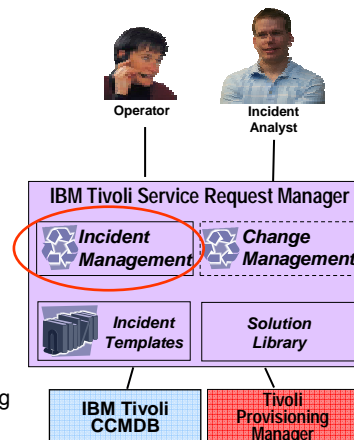 Operator
Incident
Analyst
IBM Tivoli Service Request Manager
Incident
Management
Change
Management
Incident
Templates
Solution
Library
ng
IBM Tivoli
CCMDB
Tivoli
Provisioning
Manager